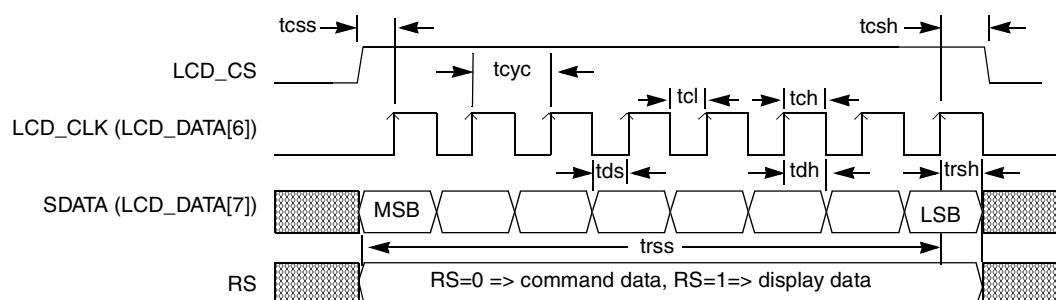 tcss
tcsh
LCD_CS
tcyc
tcl
tch
LCD_CLK (LCD_DATA[6])
tds
tdh
trsh
SDATA (LCD_DATA[7])
MSB
LSB
trss
RS
RS=0 => command data, RS=1=> display data